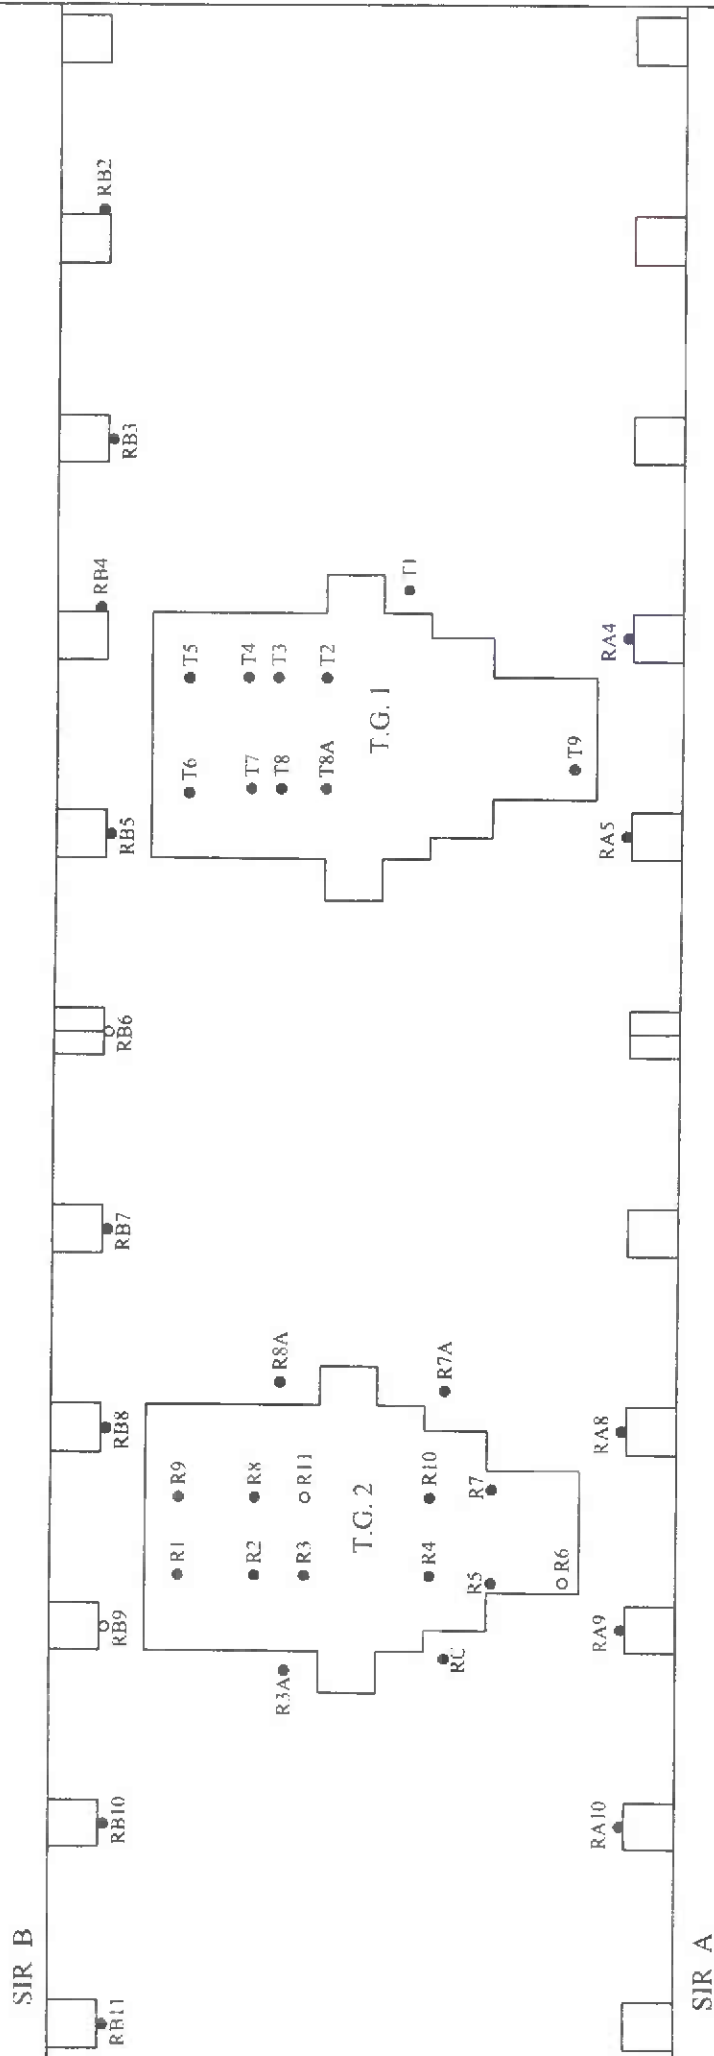 SIR B
RB11
RB10
RB9
RB8
RB7
RB6
RB5
RB4
RB3
RB2
R1
R9
T6
T5
R2
R8
T7
T4
R3A
R8A
R3
R11
T8
T3
T8A
T2
T.G. 2
T.G. 1
R4
R10
T1
RC
R7A
R5
R7
R6
T9
RA10
RA9
RA8
RA5
RA4
SIR A